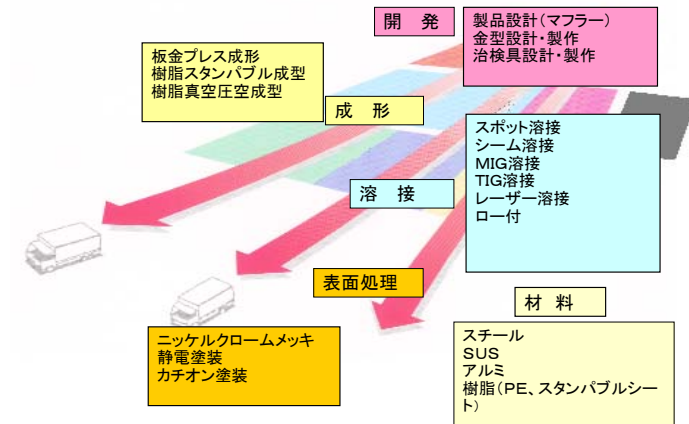 開　発
製品設計（マフラー）
金型設計・製作
治検具設計・製作
板金プレス成形
樹脂スタンパブル成型
樹脂真空圧空成型
成　形
スポット溶接
シーム溶接
MIG溶接
TIG溶接
レーザー溶接
ロー付
溶　接
表面処理
ニッケルクロームメッキ
静電塗装
カチオン塗装
材　料
スチール
SUS
アルミ
樹脂（PE、スタンパブルシー
ト）